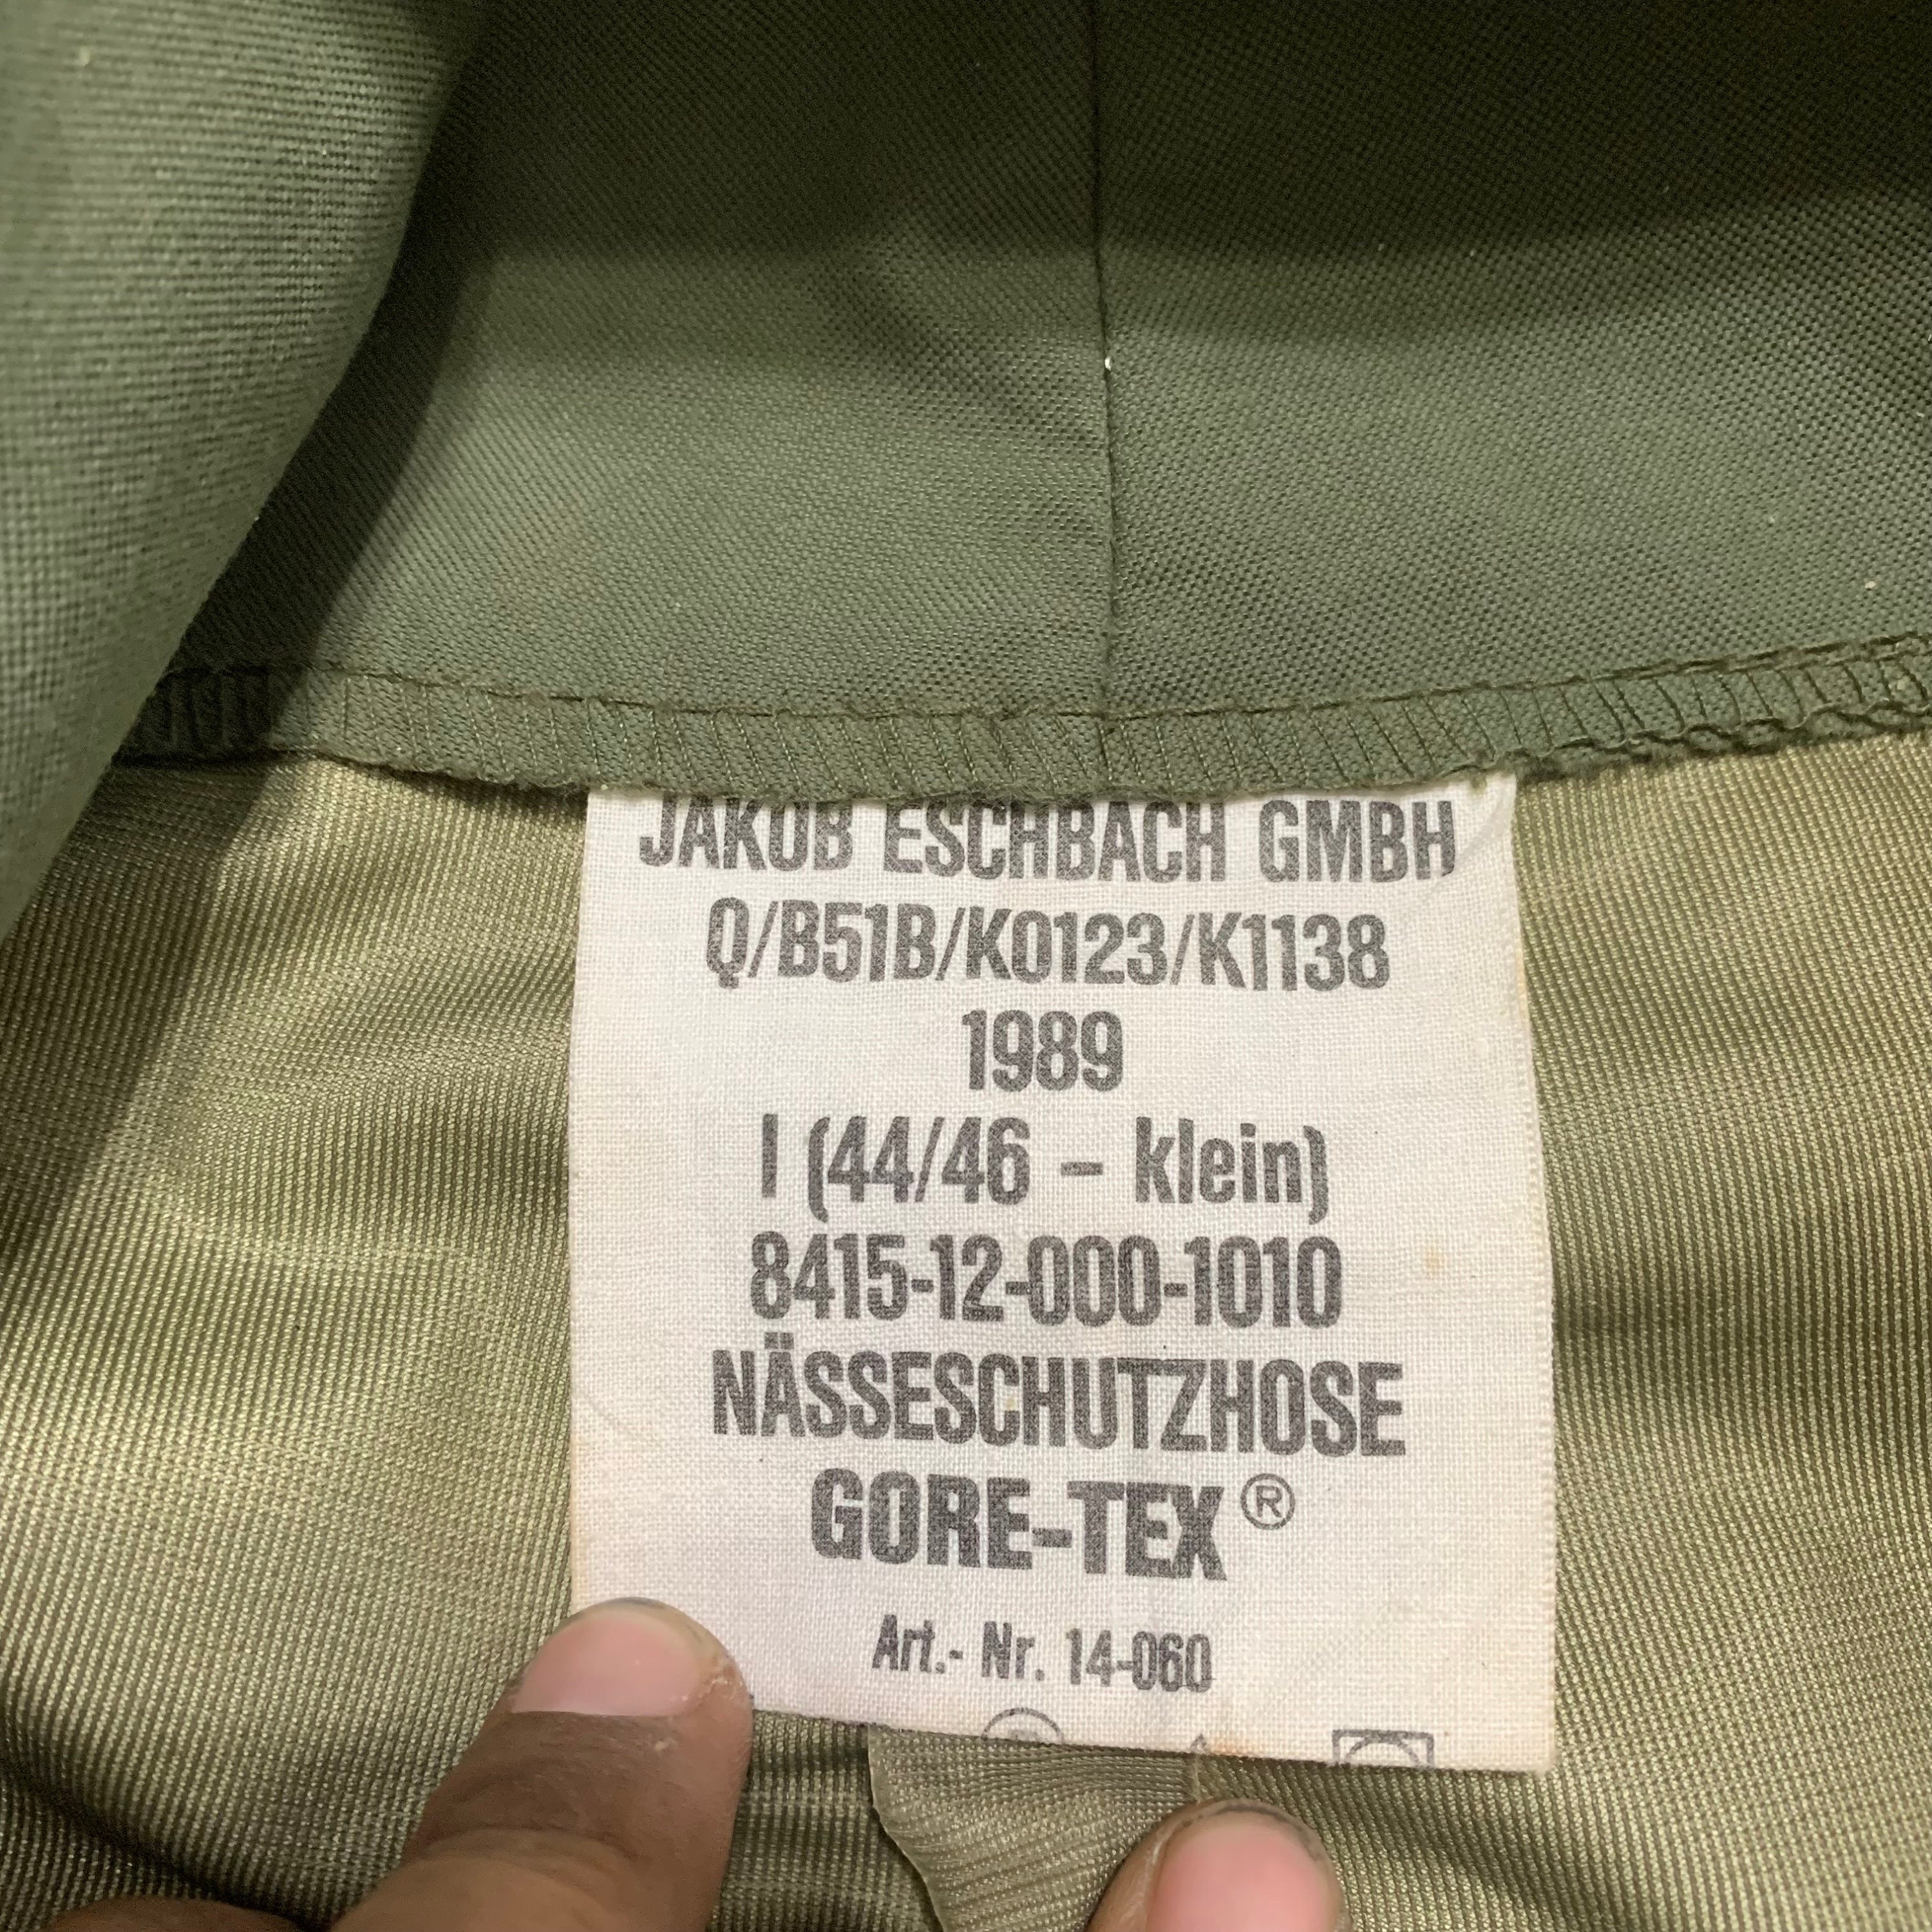 JAKOB ESCHBACH GMBH
Q/B51B/K0123/K1138
1989
I (44/46 - klein)
8415-12-000-1010
NÄSSESCHUTZHOSE
GORE-TEX®
Art.- Nr. 14-060